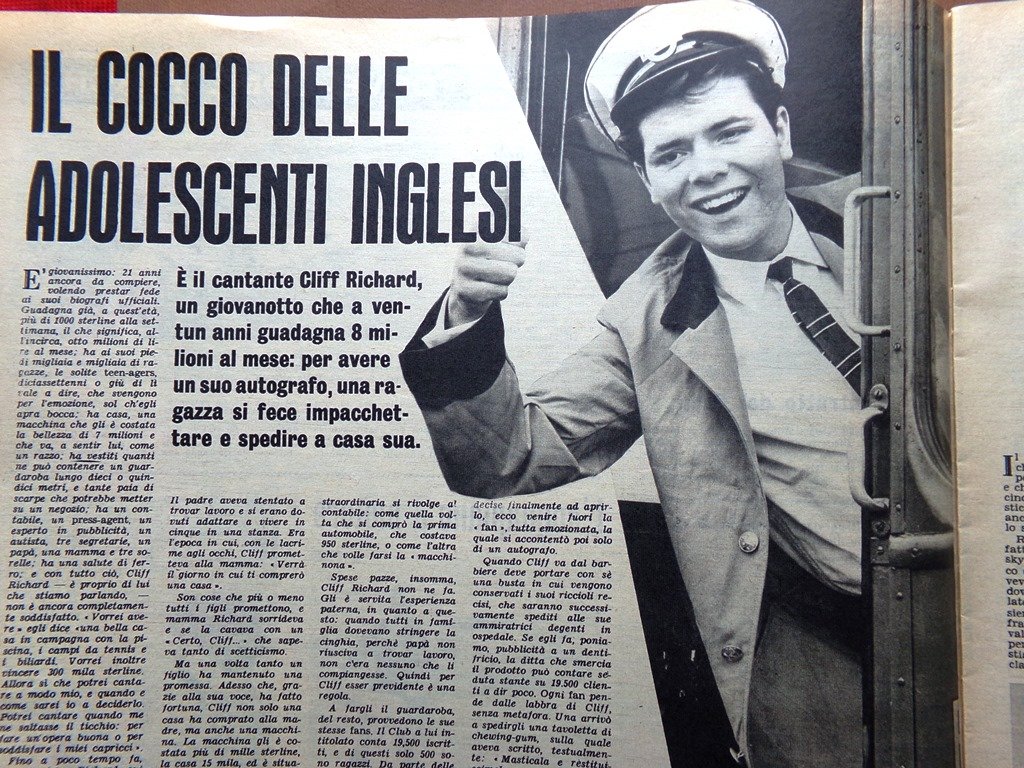 IL COCCO DELLE
ADOLESCENTI INGLESI
È il cantante Cliff Richard,
un giovanotto che a ven-
tun anni guadagna 8 mi-
lioni al mese: per avere
un suo autografo, una ra-
gazza si fece impacchet-
tare e spedire a casa sua.
E' giovanissimo: 21 anni
ancora da compiere,
volendo prestar fede
ai suoi biografi ufficiali.
Guadagna già, a quest'età,
più di 1000 sterline alla set-
timana, il che significa, al-
l'incirca, otto milioni di li-
re al mese; ha ai suoi pie-
di migliaia e migliaia di ra-
gazze, le solite teen-agers,
diciassettenni o giù di lì
vale a dire, che svengono
per l'emozione, sol ch'egli
apra bocca; ha casa, una
macchina che gli è costata
la bellezza di 7 milioni e
che va, a sentir lui, come
un razzo; ha vestiti quanti
ne può contenere un guar-
daroba lungo dieci o quin-
dici metri, e tante paia di
scarpe che potrebbe metter
su un negozio; ha un con-
tabile, un press-agent, un
esperto in pubblicità, un
autista, tre segretarie, un
papà, una mamma e tre so-
relle; ha una salute di fer-
ro; e con tutto ciò, Cliff
Richard — è proprio di lui
che stiamo parlando, —
non è ancora completamen-
te soddisfatto. « Vorrei ave-
re » egli dice «una bella ca-
sa in campagna con la pi-
scina, i campi da tennis e
i biliardi. Vorrei inoltre
vincere 300 mila sterline.
Allora sì che potrei canta-
re a modo mio, e quando e
come sarei io a deciderlo.
Potrei cantare quando me
ne saltasse il ticchio: per
fare un'opera buona o per
soddisfare i miei capricci ».
Fino a poco tempo fa,
Il padre aveva stentato a
trovar lavoro e si erano do-
vuti adattare a vivere in
cinque in una stanza. Era
l'epoca in cui, con le lacri-
me agli occhi, Cliff promet-
teva alla mamma: « Verrà
il giorno in cui ti comprerò
una casa ».
Son cose che più o meno
tutti i figli promettono, e
mamma Richard sorrideva
e se la cavava con un
« Certo, Cliff...» che sape-
va tanto di scetticismo.
Ma una volta tanto un
figlio ha mantenuto una
promessa. Adesso che, gra-
zie alla sua voce, ha fatto
fortuna, Cliff non solo una
casa ha comprato alla ma-
dre, ma anche una macchi-
na. La macchina gli è co-
stata più di mille sterline,
la casa 15 mila, ed è situa-
straordinaria si rivolge al
contabile: come quella vol-
ta che si comprò la prima
automobile, che costava
950 sterline, o come l'altra
che volle farsi la « macchi-
nona ».
Spese pazze, insomma,
Cliff Richard non ne fa.
Gli è servita l'esperienza
paterna, in quanto a que-
sto: quando tutti in fami-
glia dovevano stringere la
cinghia, perchè papà non
riusciva a trovar lavoro,
non c'era nessuno che li
compiangesse. Quindi per
Cliff esser previdente è una
regola.
A fargli il guardaroba,
del resto, provvedono le sue
stesse fans. Il Club a lui in-
titolato conta 19.500 iscrit-
ti, e di questi solo 500 so-
no ragazzi. Da parte delle
decise finalmente ad aprir-
lo, ecco venire fuori la
« fan », tutta emozionata, la
quale si accontentò poi solo
di un autografo.
Quando Cliff va dal bar-
biere deve portare con sè
una busta in cui vengono
conservati i suoi riccioli re-
cisi, che saranno successi-
vamente spediti alle sue
ammiratrici degenti in
ospedale. Se egli fa, ponia-
mo, pubblicità a un denti-
fricio, la ditta che smercia
il prodotto può contare se-
duta stante su 19.500 clien-
ti a dir poco. Ogni fan pen-
de dalle labbra di Cliff,
senza metafora. Una arrivò
a spedirgli una tavoletta di
chewing-gum, sulla quale
aveva scritto, testualmen-
te: « Masticala e restitui-